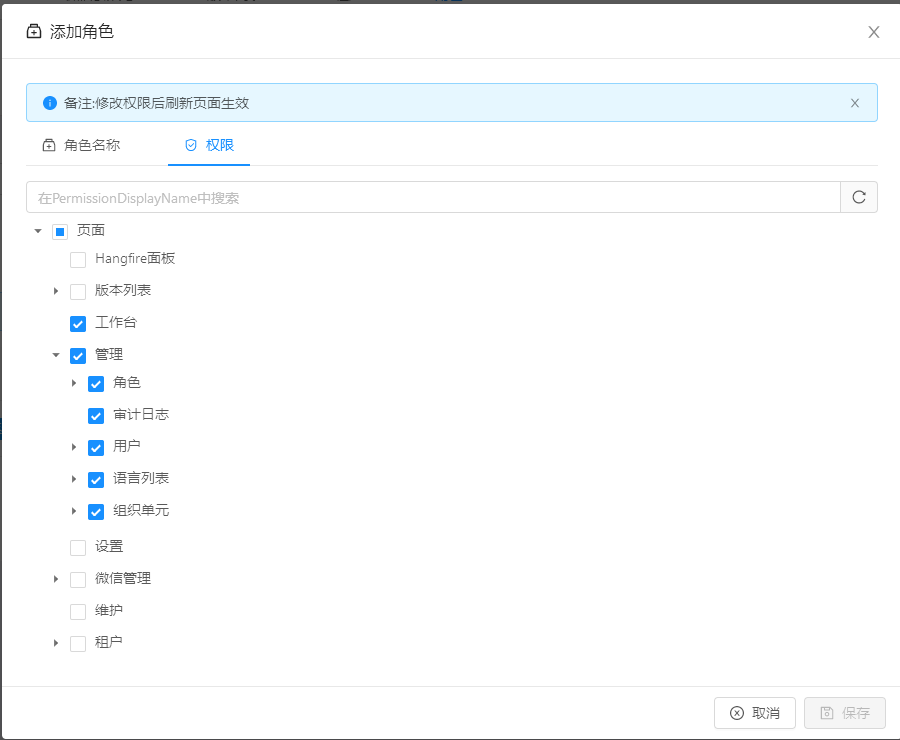 添加角色
备注:修改权限后刷新页面生效
角色名称
权限
在PermissionDisplayName中搜索
页面
Hangfire面板
版本列表
工作台
管理
角色
审计日志
用户
语言列表
组织单元
设置
微信管理
维护
租户
取消
保存